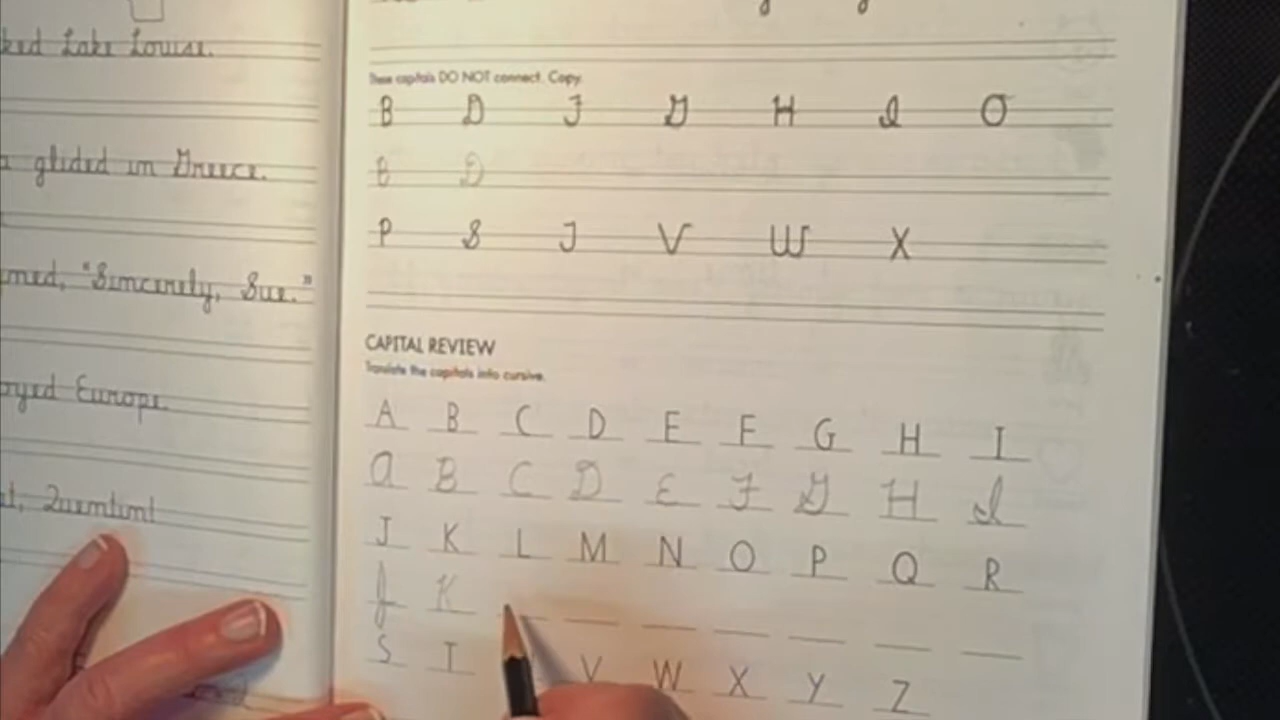 ked Lake Louise.
glided in Greece.
med, "Sincerely, Sue."
oyed Europe.
Quentin!
These capitals DO NOT connect. Copy.
B D F G H I O
B D
P S J V W X
CAPITAL REVIEW
Translate the capitals into cursive.
A B C D E F G H I
A B C D E F G H I
J K L M N O P Q R
J K
S T V W X Y Z